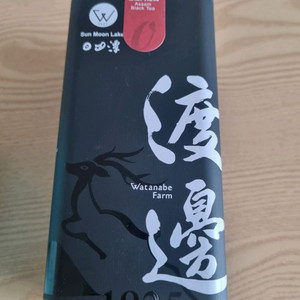 Sun Moon Lake
日月潭
Assam
Black Tea
渡邊
Watanabe
Farm